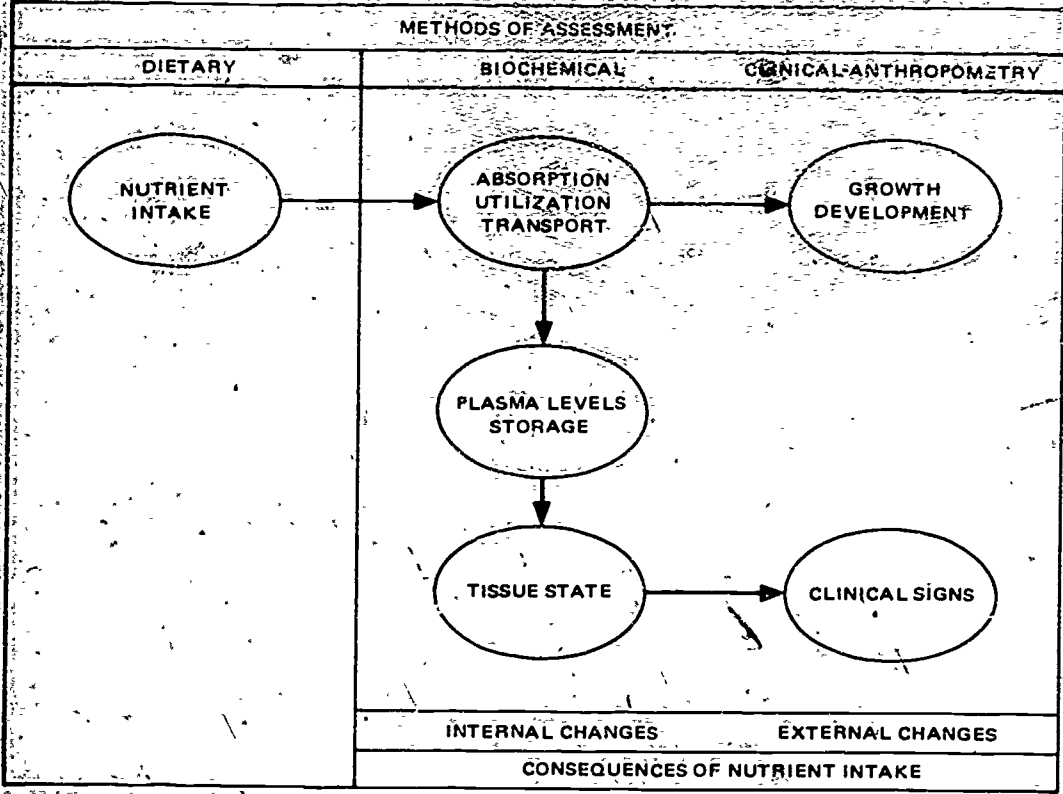 METHODS OF ASSESSMENT
DIETARY
BIOCHEMICAL
CLINICAL-ANTHROPOMETRY
NUTRIENT
INTAKE
ABSORPTION
UTILIZATION
TRANSPORT
GROWTH
DEVELOPMENT
PLASMA LEVELS
STORAGE
TISSUE STATE
CLINICAL SIGNS
INTERNAL CHANGES
EXTERNAL CHANGES
CONSEQUENCES OF NUTRIENT INTAKE